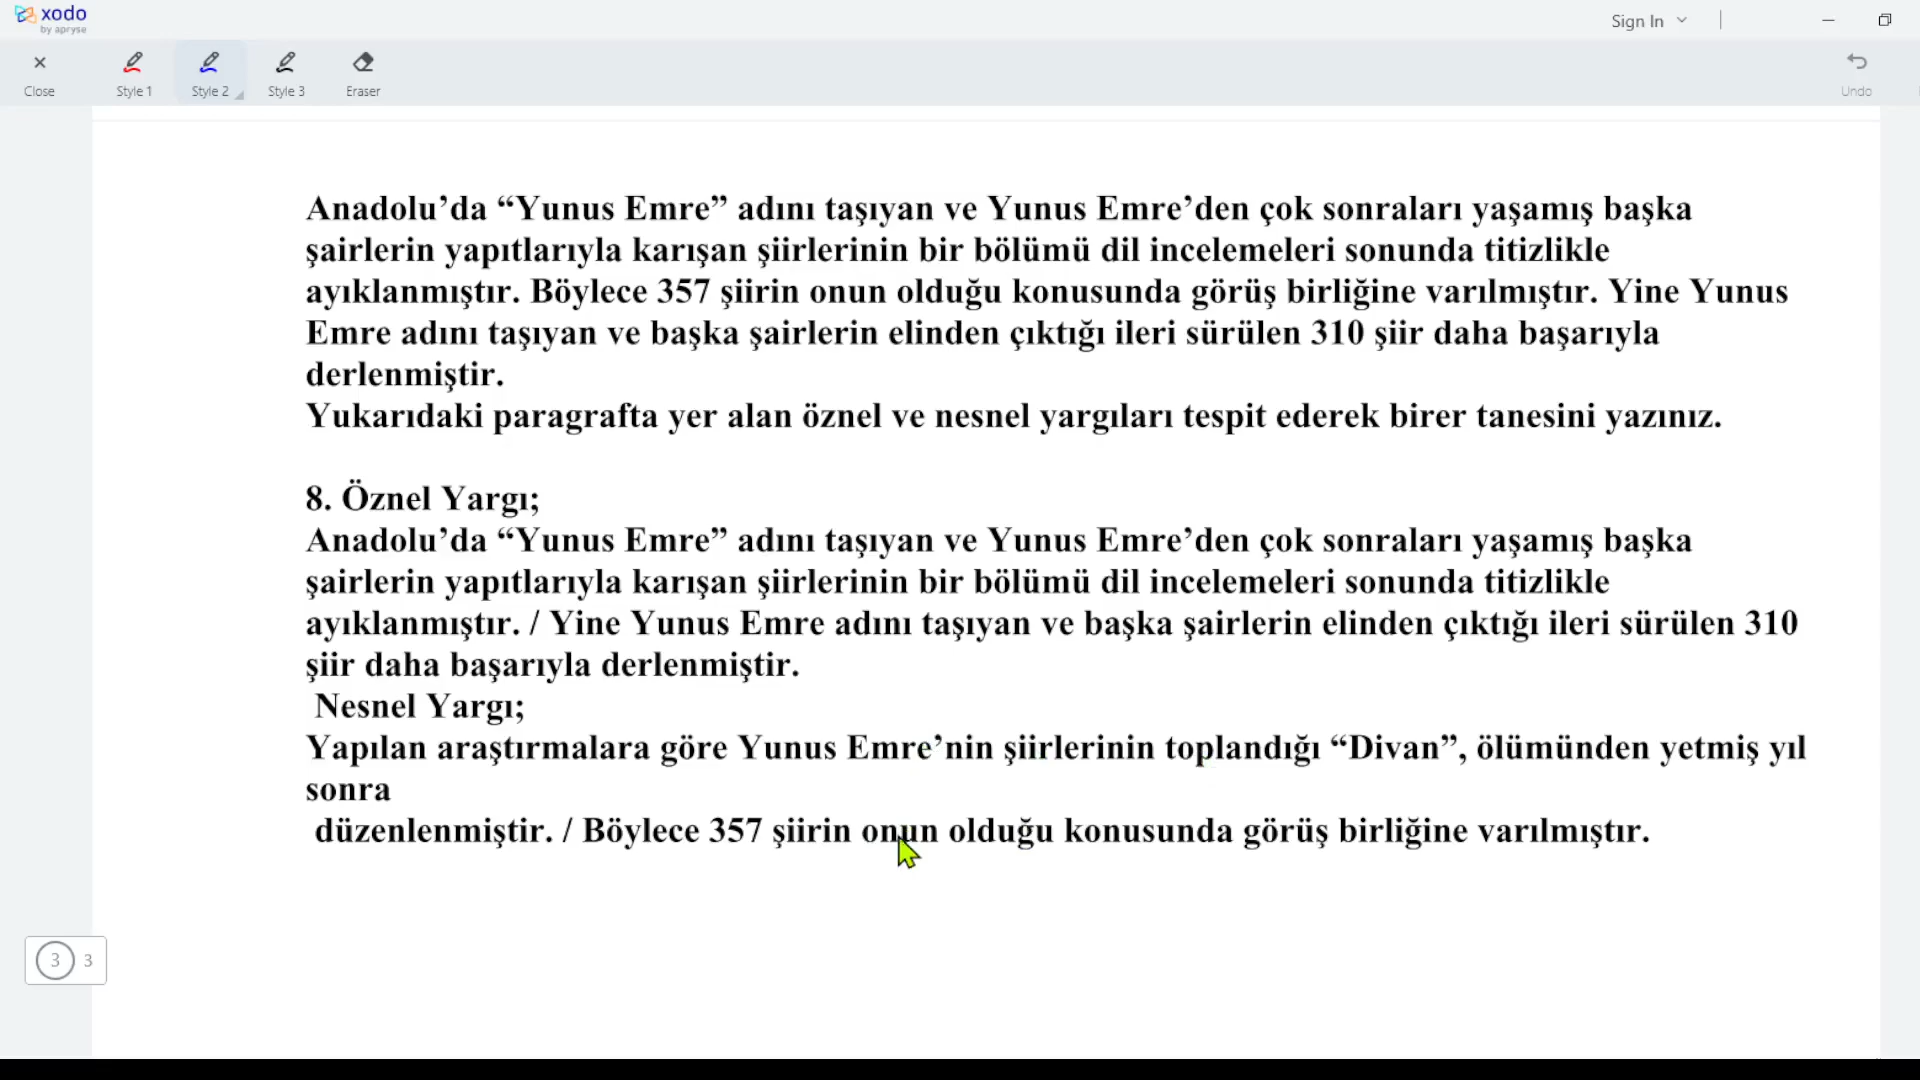 xodo
by apryse
Sign In
Close
Style 1
Style 2
Style 3
Eraser
Undo
Anadolu’da “Yunus Emre” adını taşıyan ve Yunus Emre’den çok sonraları yaşamış başka
şairlerin yapıtlarıyla karışan şiirlerinin bir bölümü dil incelemeleri sonunda titizlikle
ayıklanmıştır. Böylece 357 şiirin onun olduğu konusunda görüş birliğine varılmıştır. Yine Yunus
Emre adını taşıyan ve başka şairlerin elinden çıktığı ileri sürülen 310 şiir daha başarıyla
derlenmiştir.
Yukarıdaki paragrafta yer alan öznel ve nesnel yargıları tespit ederek birer tanesini yazınız.
8. Öznel Yargı;
Anadolu’da “Yunus Emre” adını taşıyan ve Yunus Emre’den çok sonraları yaşamış başka
şairlerin yapıtlarıyla karışan şiirlerinin bir bölümü dil incelemeleri sonunda titizlikle
ayıklanmıştır. / Yine Yunus Emre adını taşıyan ve başka şairlerin elinden çıktığı ileri sürülen 310
şiir daha başarıyla derlenmiştir.
Nesnel Yargı;
Yapılan araştırmalara göre Yunus Emre’nin şiirlerinin toplandığı “Divan”, ölümünden yetmiş yıl
sonra
düzenlenmiştir. / Böylece 357 şiirin onun olduğu konusunda görüş birliğine varılmıştır.
3 3